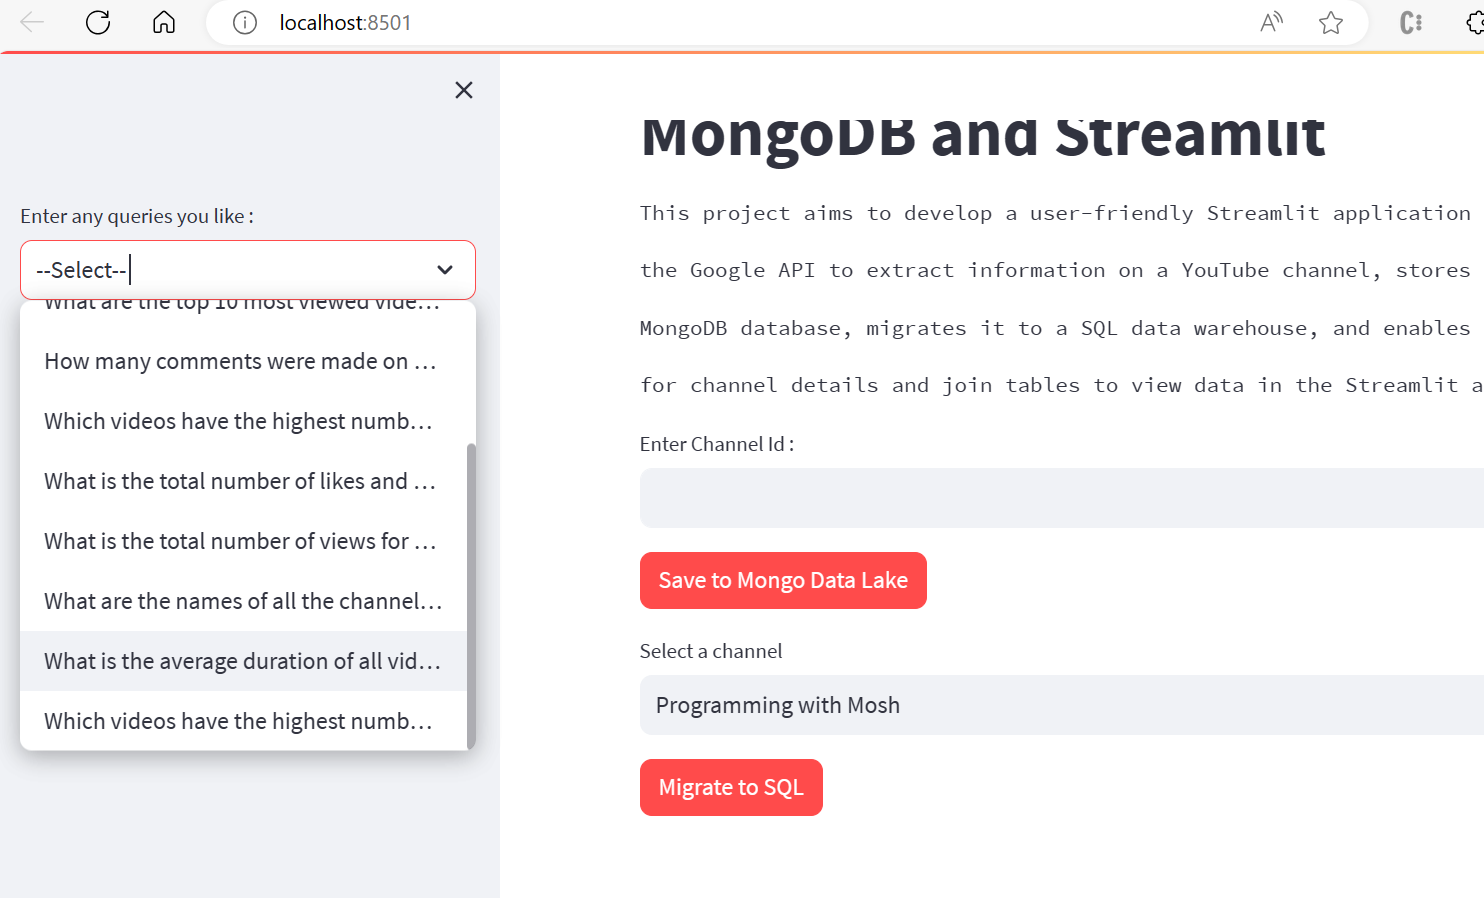 localhost:8501
Enter any queries you like :
--Select--
What are the top 10 most viewed vide…
How many comments were made on …
Which videos have the highest numb…
What is the total number of likes and …
What is the total number of views for …
What are the names of all the channel…
What is the average duration of all vid…
Which videos have the highest numb…
MongoDB and Streamlit
This project aims to develop a user-friendly Streamlit application
the Google API to extract information on a YouTube channel, stores
MongoDB database, migrates it to a SQL data warehouse, and enables
for channel details and join tables to view data in the Streamlit a
Enter Channel Id :
Save to Mongo Data Lake
Select a channel
Programming with Mosh
Migrate to SQL